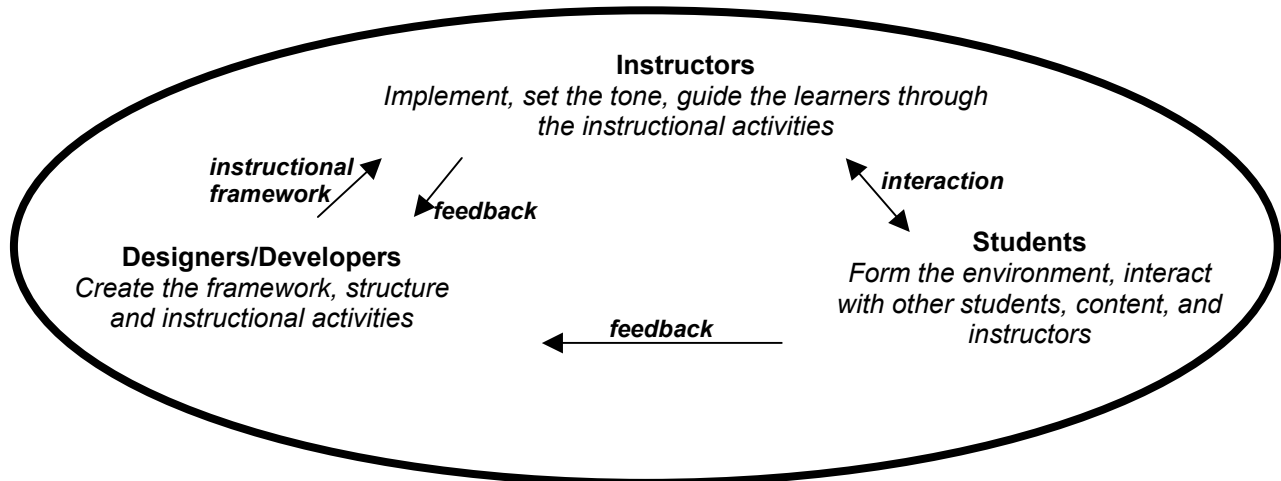 Instructors
Implement, set the tone, guide the learners through
the instructional activities
instructional
framework
feedback
interaction
Designers/Developers
Create the framework, structure
and instructional activities
Students
Form the environment, interact
with other students, content, and
instructors
feedback